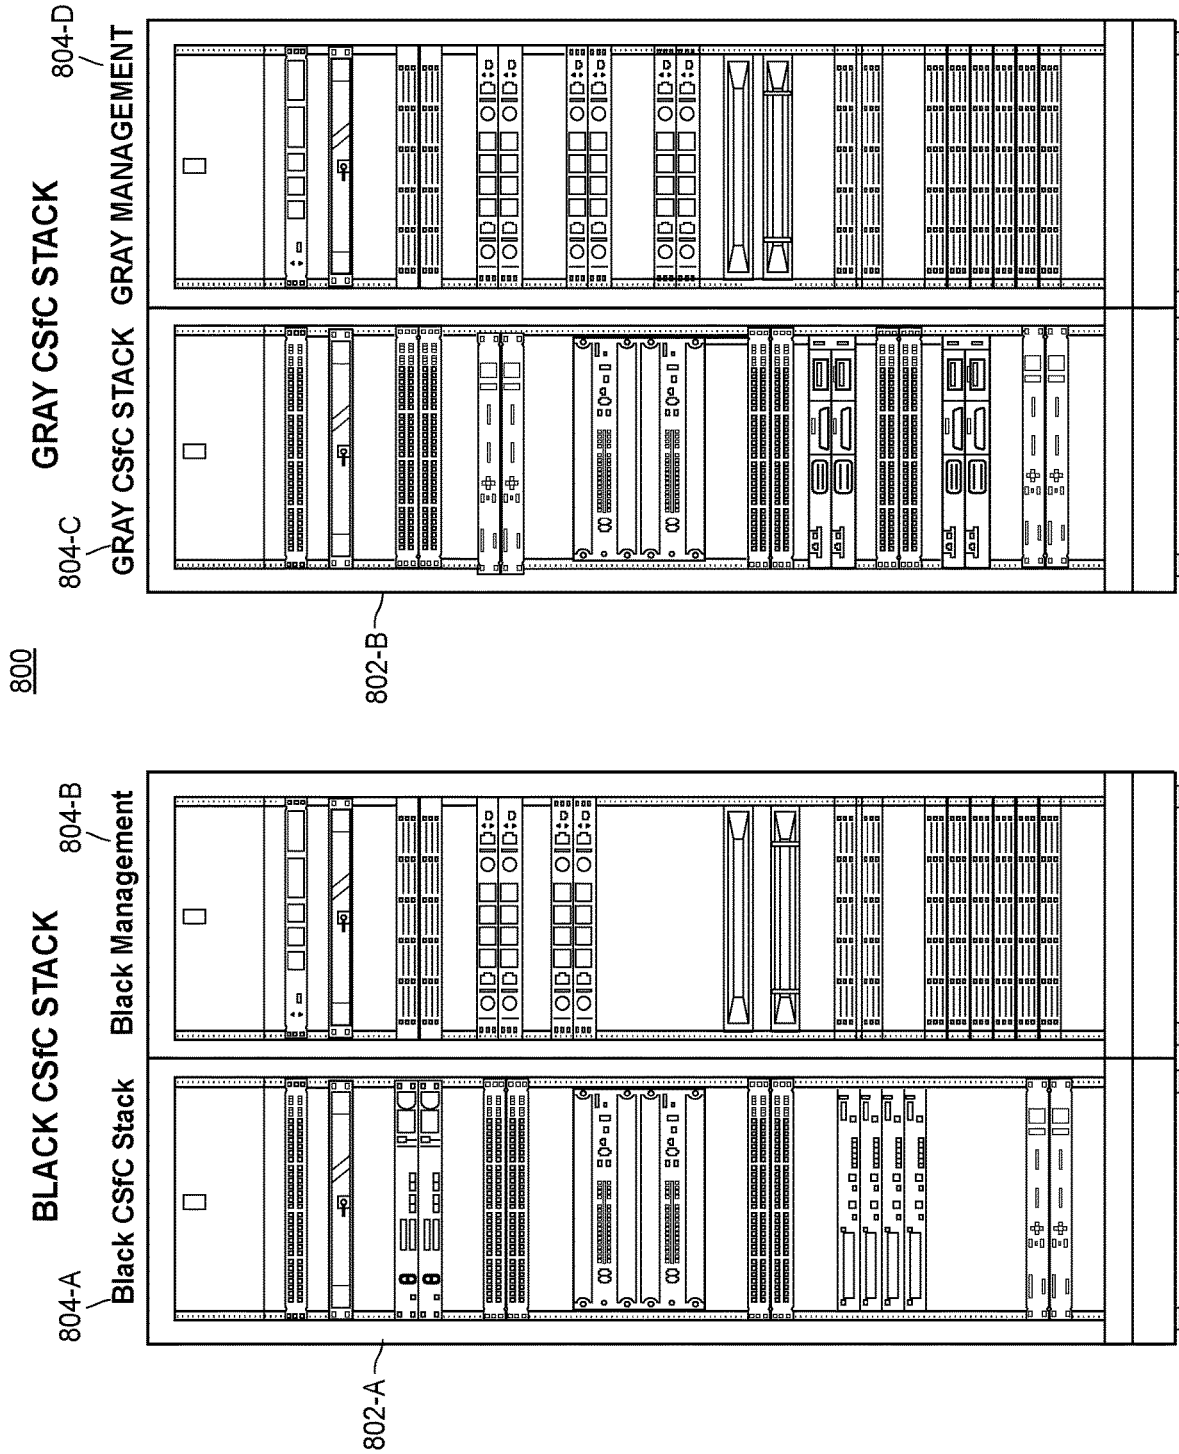 800
BLACK CSfC STACK
GRAY CSfC STACK
804-A
Black CSfC Stack
804-B
Black Management
804-C
GRAY CSfC STACK
804-D
GRAY MANAGEMENT
802-A
802-B